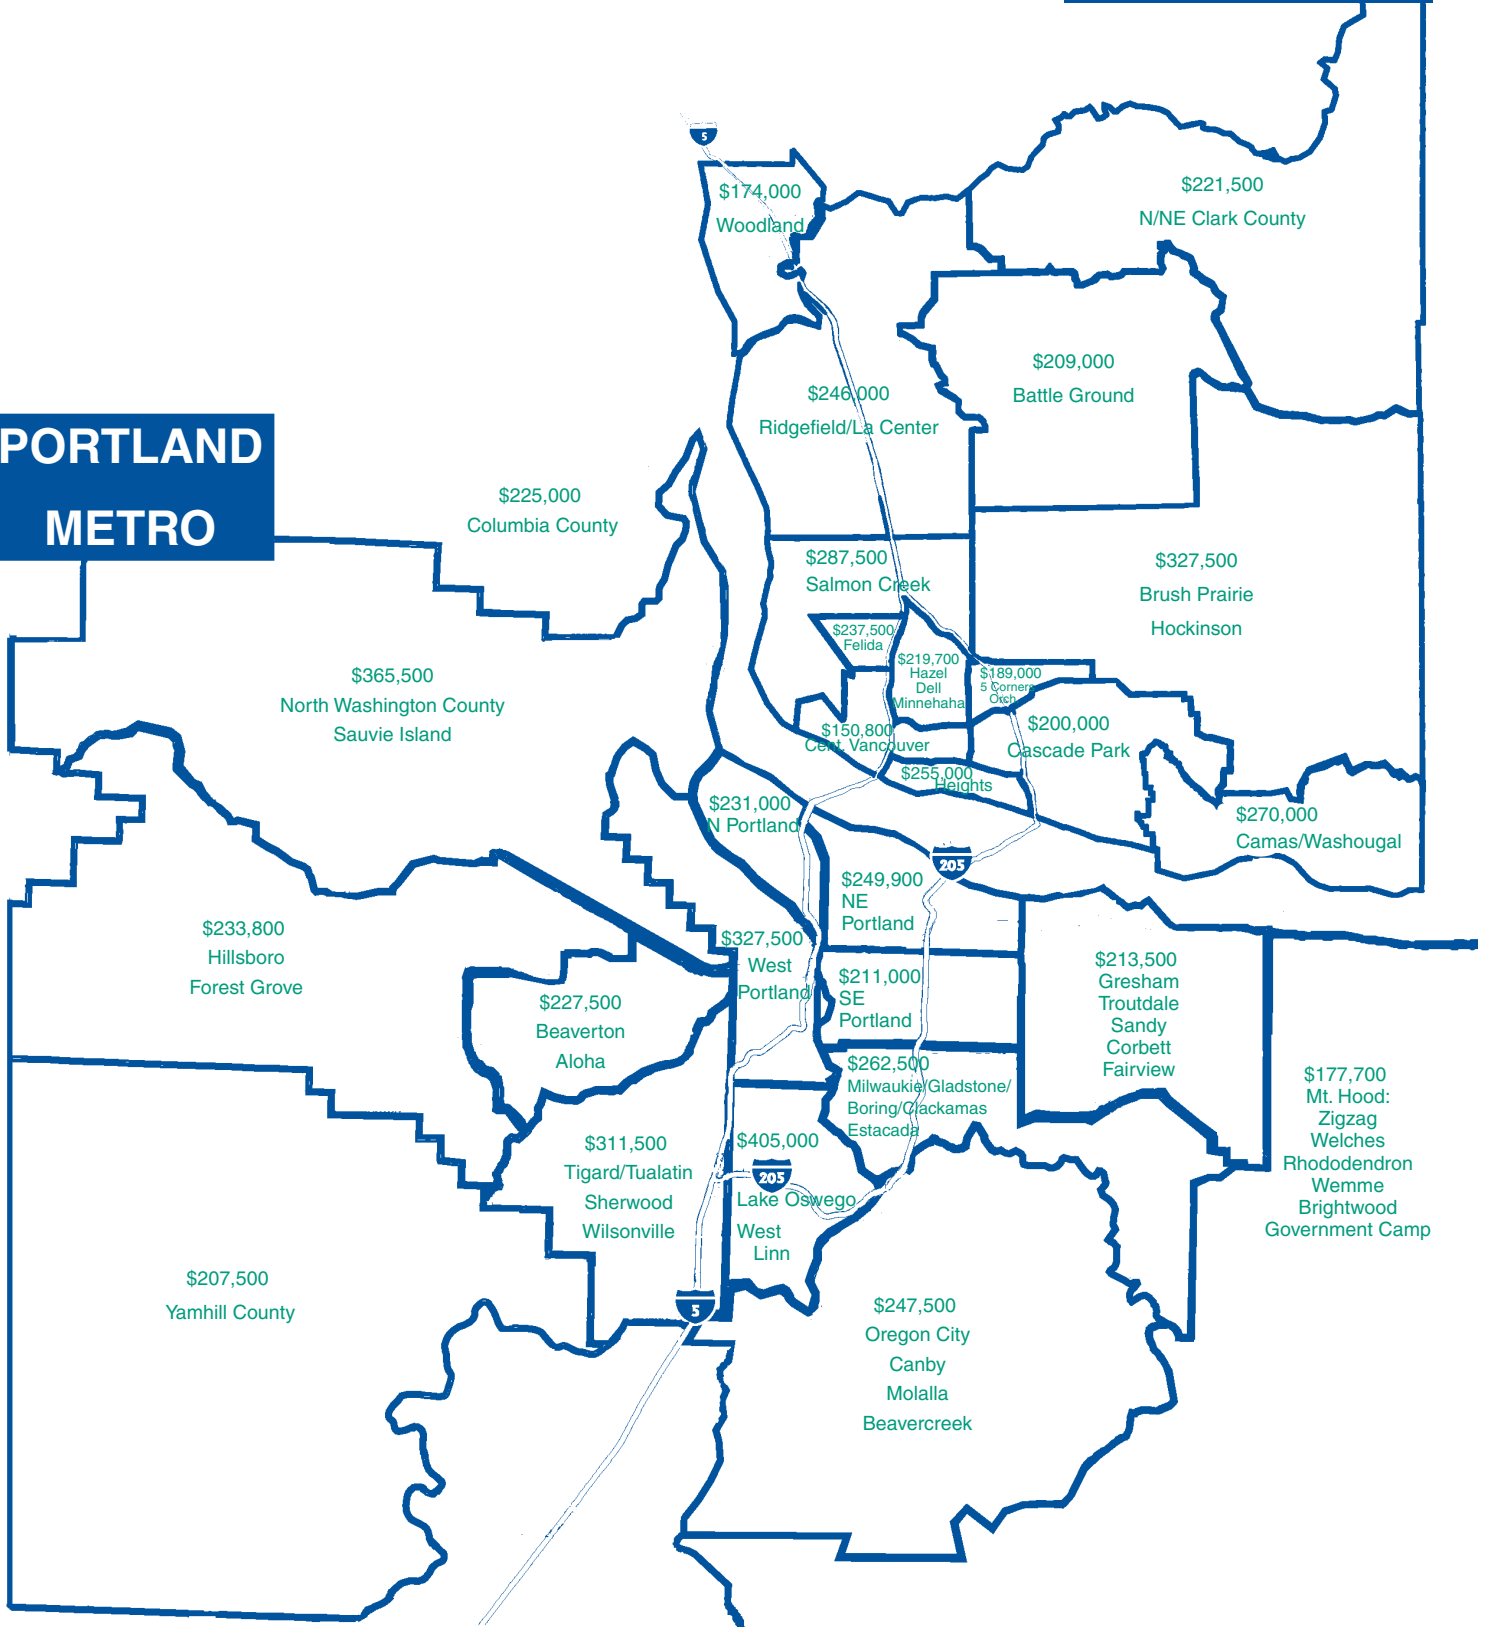 5
$174,000
Woodland
$221,500
N/NE Clark County
$209,000
Battle Ground
$246,000
Ridgefield/La Center
PORTLAND
METRO
$225,000
Columbia County
$287,500
Salmon Creek
$327,500
Brush Prairie
Hockinson
$237,500
Felida
$219,700
Hazel
Dell
Minnehaha
$189,000
5 Corners
Orch.
$365,500
North Washington County
Sauvie Island
$150,800
Cent. Vancouver
$200,000
Cascade Park
$255,000
Heights
$270,000
Camas/Washougal
$231,000
N Portland
205
$249,900
NE
Portland
$233,800
Hillsboro
Forest Grove
$327,500
West
Portland
$211,000
SE
Portland
$213,500
Gresham
Troutdale
Sandy
Corbett
Fairview
$227,500
Beaverton
Aloha
$262,500
Milwaukie/Gladstone/
Boring/Clackamas
Estacada
$177,700
Mt. Hood:
Zigzag
Welches
Rhododendron
Wemme
Brightwood
Government Camp
$311,500
Tigard/Tualatin
Sherwood
Wilsonville
$405,000
205
Lake Oswego
West
Linn
$207,500
Yamhill County
5
$247,500
Oregon City
Canby
Molalla
Beavercreek